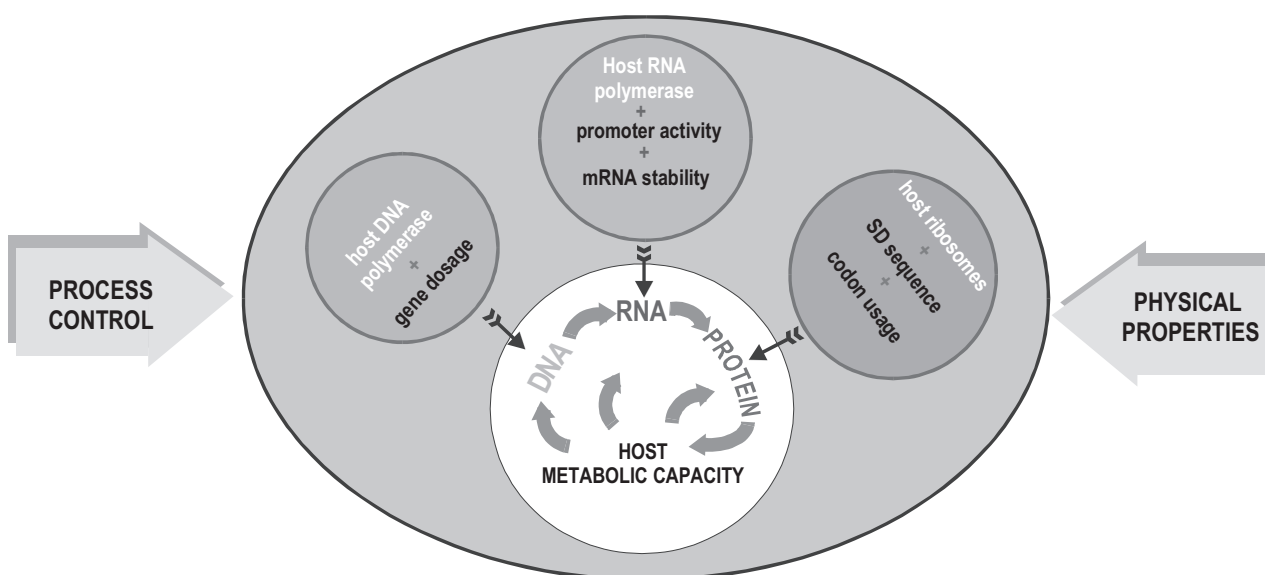 Host RNA
polymerase
+
promoter activity
+
mRNA stability
host DNA
polymerase
+
gene dosage
host ribosomes
+
SD sequence
+
codon usage
PROCESS
CONTROL
PHYSICAL
PROPERTIES
DNA
RNA
PROTEIN
HOST
METABOLIC CAPACITY